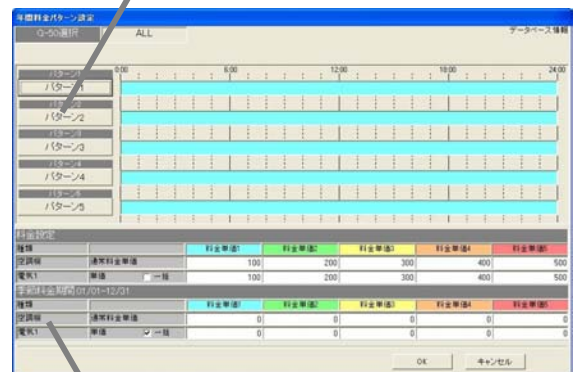 年間料金パターン設定
G-50選択 ALL データベース情報
0:00 6:00 12:00 18:00 24:00
パターン1
パターン1
パターン2
パターン2
パターン3
パターン3
パターン4
パターン4
パターン5
パターン5
料金設定
種類 料金単価1 料金単価2 料金単価3 料金単価4 料金単価5
空調機 通常料金単価 100 200 300 400 500
電気1 単価 一括 100 200 300 400 500
季節料金期間 01/01-12/31
種類 料金単価1 料金単価2 料金単価3 料金単価4 料金単価5
空調機 通常料金単価 0 0 0 0 0
電気1 単価 一括 0 0 0 0 0
OK キャンセル